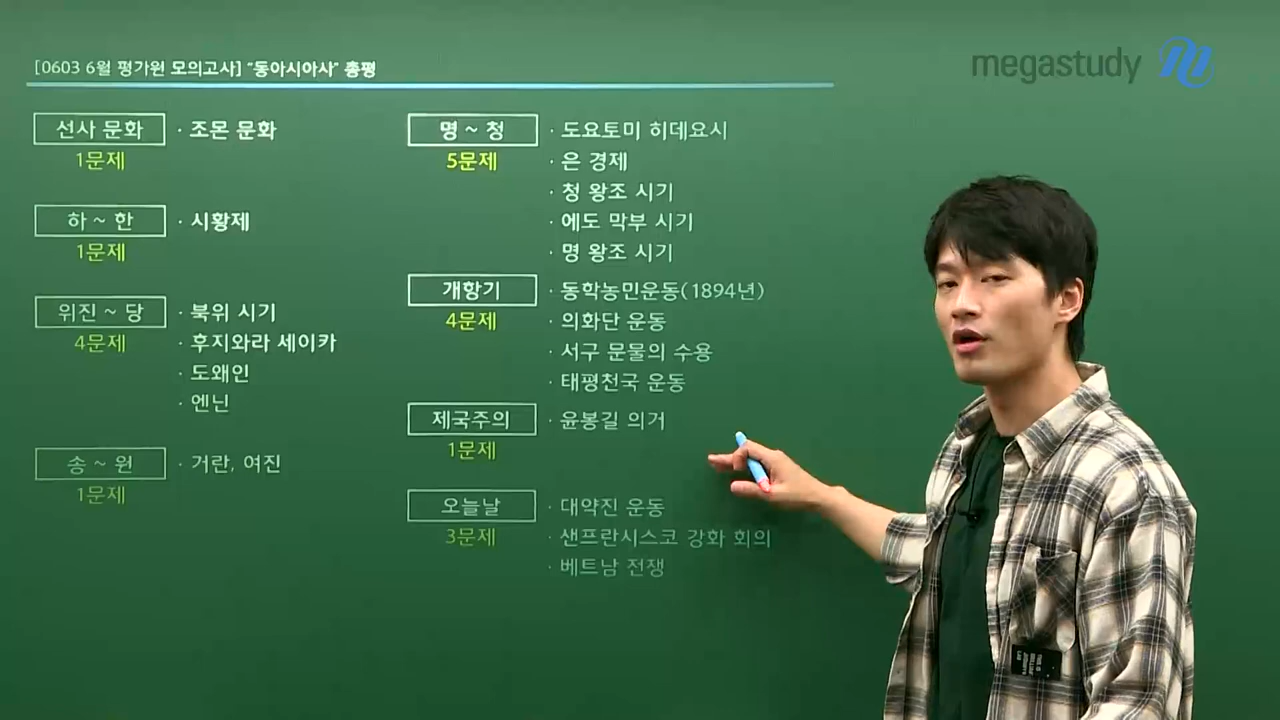 [0603 6월 평가원 모의고사] "동아시아사" 총평
megastudy
선사 문화
1문제
· 조몬 문화
하 ~ 한
1문제
· 시황제
위진 ~ 당
4문제
· 북위 시기
· 후지와라 세이카
· 도왜인
· 엔닌
송 ~ 원
1문제
· 거란, 여진
명 ~ 청
5문제
· 도요토미 히데요시
· 은 경제
· 청 왕조 시기
· 에도 막부 시기
· 명 왕조 시기
개항기
4문제
· 동학농민운동(1894년)
· 의화단 운동
· 서구 문물의 수용
· 태평천국 운동
제국주의
1문제
· 윤봉길 의거
오늘날
3문제
· 대약진 운동
· 샌프란시스코 강화 회의
· 베트남 전쟁